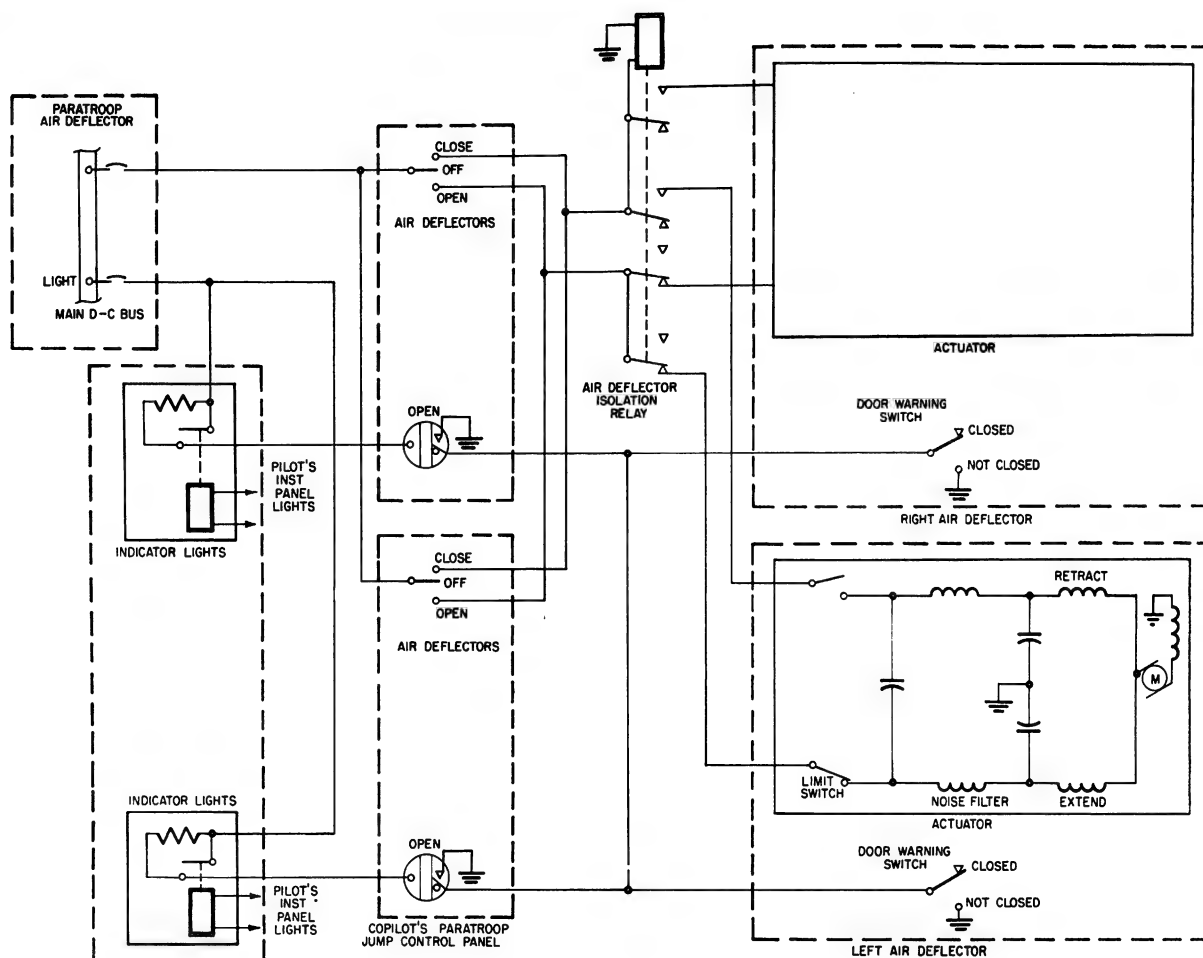 PARATROOP
AIR DEFLECTOR
LIGHT
MAIN D-C BUS
CLOSE
OFF
OPEN
AIR DEFLECTORS
AIR DEFLECTOR
ISOLATION
RELAY
ACTUATOR
DOOR WARNING
SWITCH
CLOSED
NOT CLOSED
RIGHT AIR DEFLECTOR
OPEN
PILOT'S
INST
PANEL
LIGHTS
INDICATOR LIGHTS
CLOSE
OFF
OPEN
AIR DEFLECTORS
RETRACT
M
LIMIT
SWITCH
NOISE FILTER
EXTEND
ACTUATOR
INDICATOR LIGHTS
OPEN
PILOT'S
INST
PANEL
LIGHTS
DOOR WARNING
SWITCH
CLOSED
NOT CLOSED
COPILOT'S PARATROOP
JUMP CONTROL PANEL
LEFT AIR DEFLECTOR